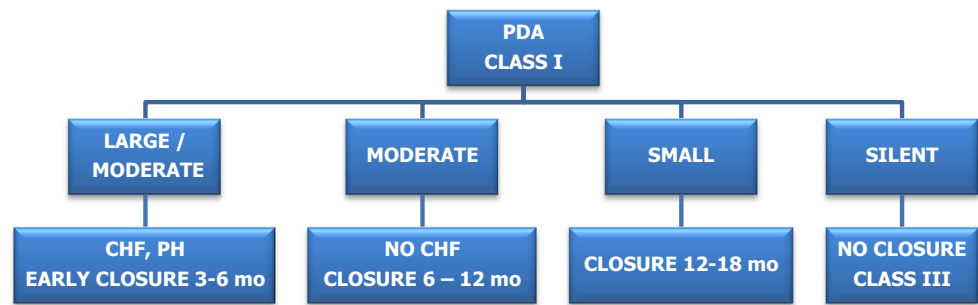 PDA
CLASS I
LARGE /
MODERATE
MODERATE
SMALL
SILENT
CHF, PH
EARLY CLOSURE 3-6 mo
NO CHF
CLOSURE 6 – 12 mo
CLOSURE 12-18 mo
NO CLOSURE
CLASS III